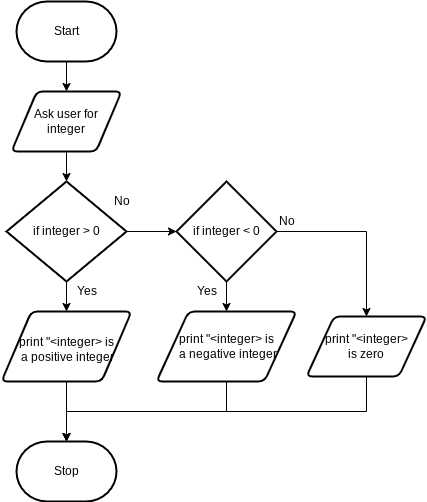 Start
Ask user for
integer
No
if integer > 0
if integer < 0
No
Yes
Yes
print "<integer> is
a positive integer
print "<integer> is
a negative integer
print "<integer>
is zero
Stop